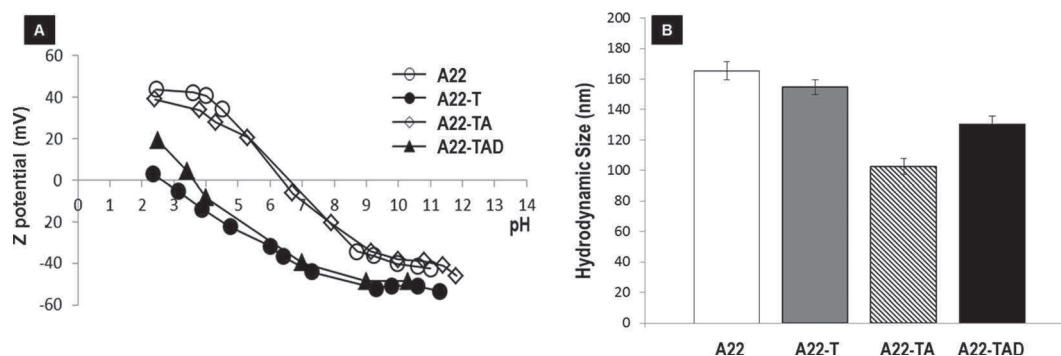 A
60
40
20
0
-20
-40
-60
Z potential (mV)
0 1 2 3 4 5 6 7 8 9 10 11 12 13 14
pH
A22
A22-T
A22-TA
A22-TAD
B
200
180
160
140
120
100
80
60
40
20
0
Hydrodynamic Size (nm)
A22 A22-T A22-TA A22-TAD